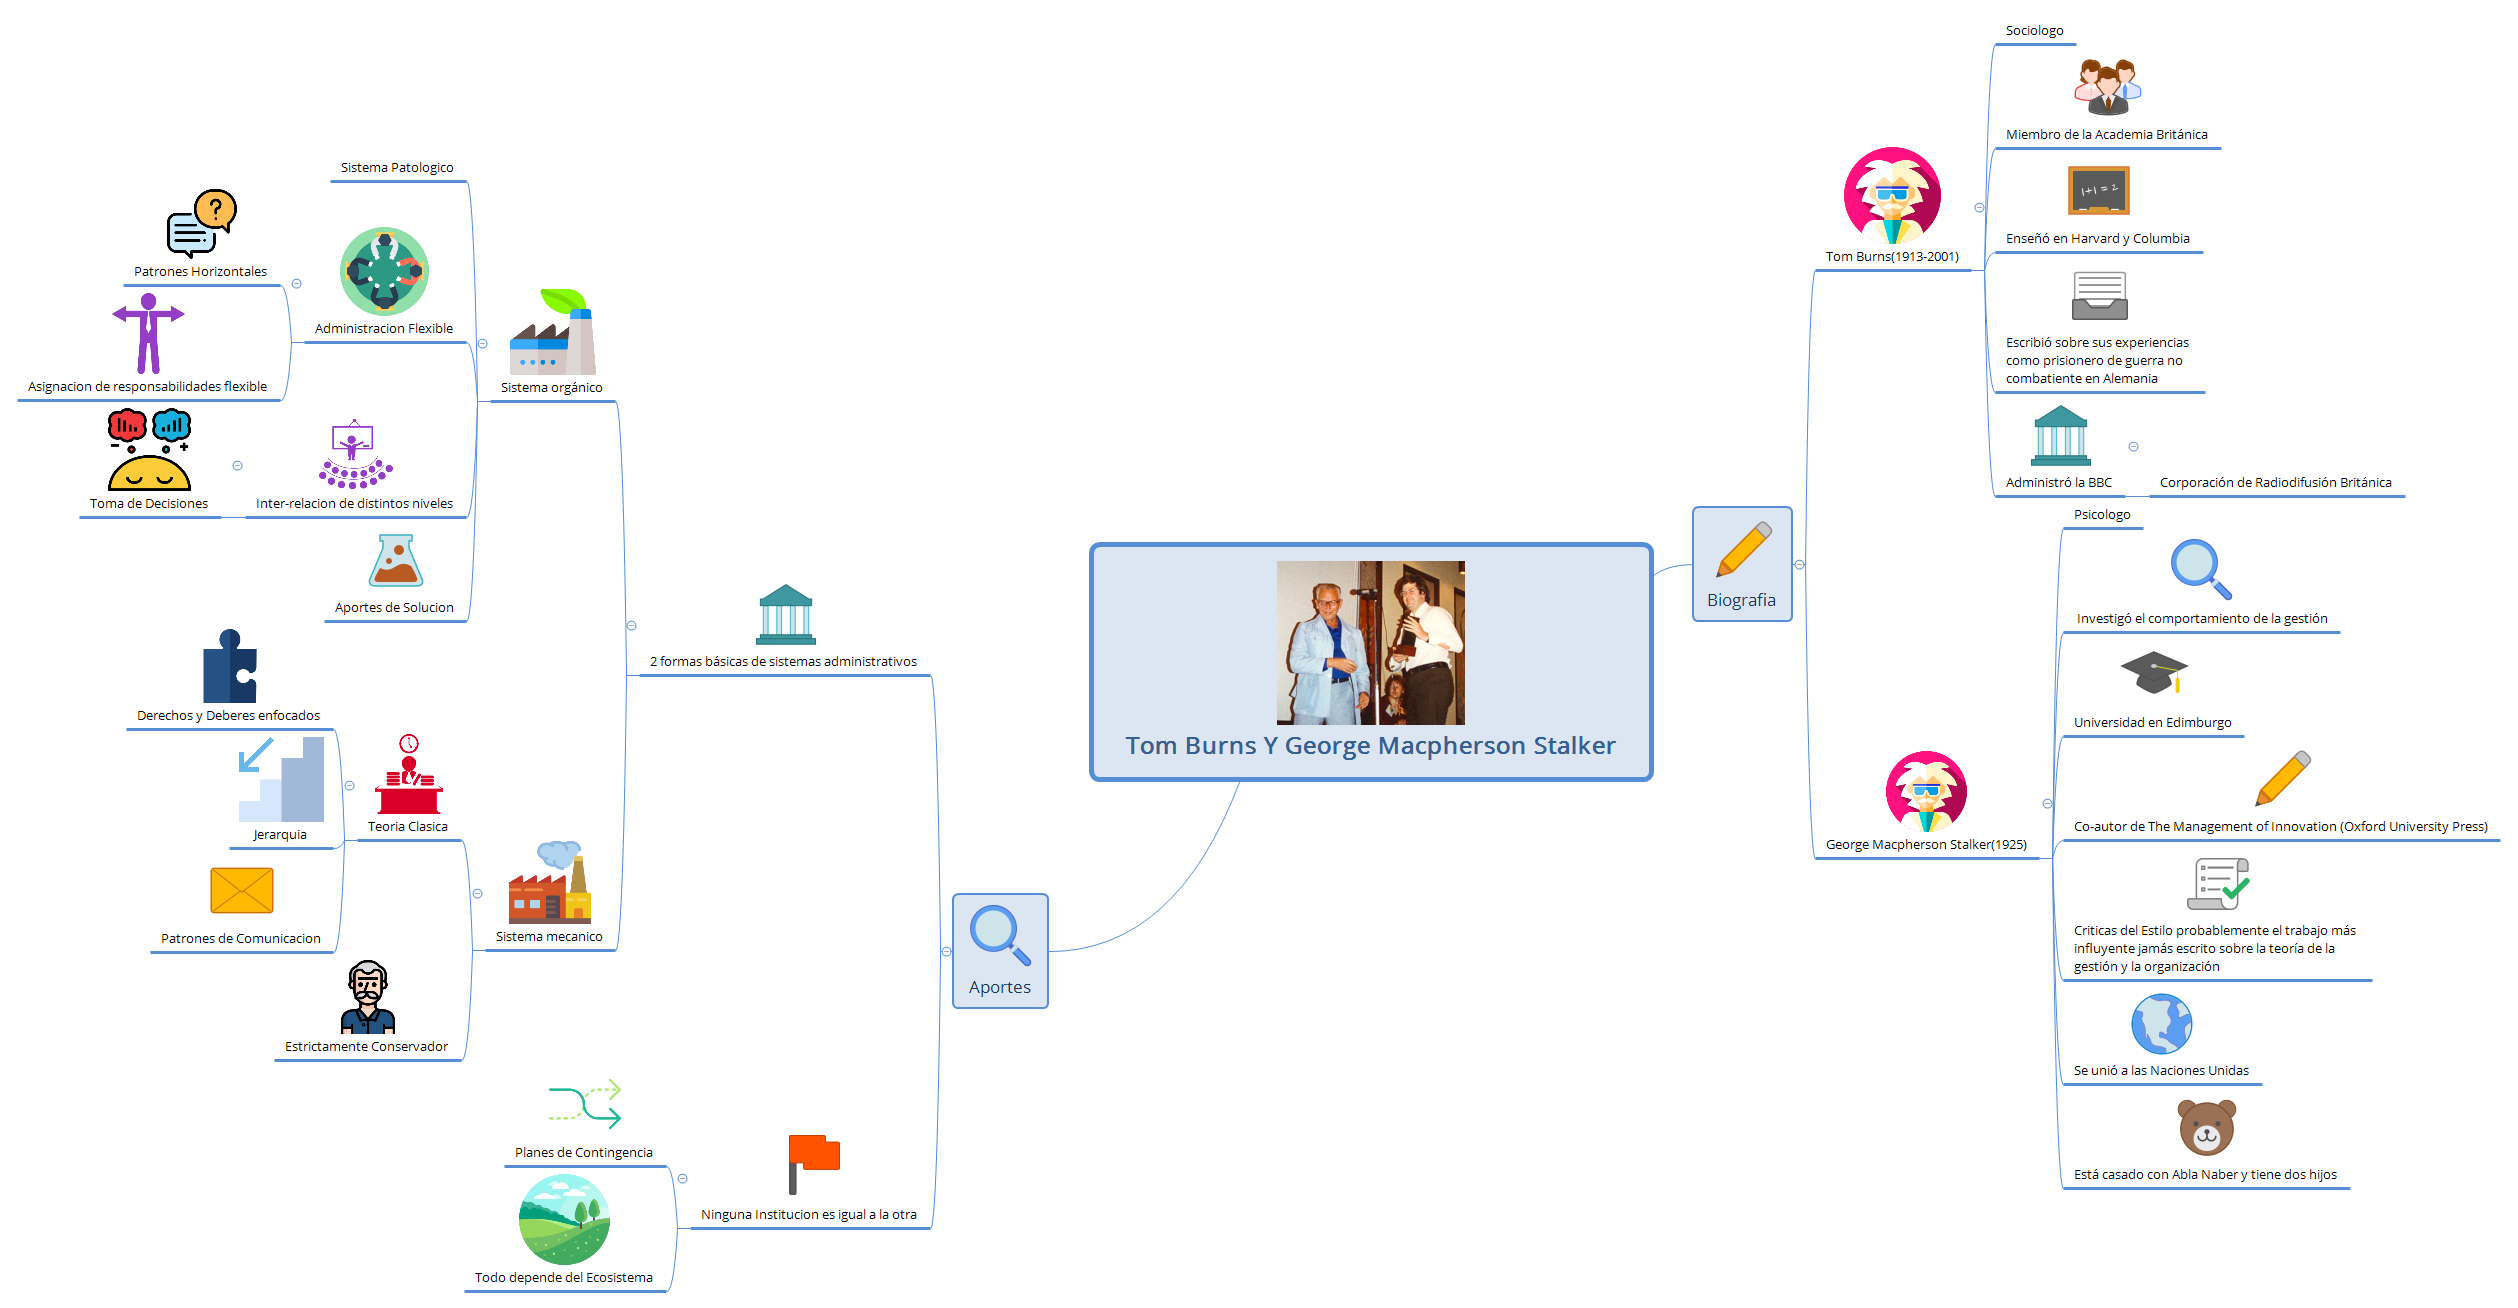 Tom Burns Y George Macpherson Stalker
Biografia
Tom Burns(1913-2001)
Sociologo
Miembro de la Academia Británica
1+1=2
Enseñó en Harvard y Columbia
Escribió sobre sus experiencias
como prisionero de guerra no
combatiente en Alemania
Administró la BBC
Corporación de Radiodifusión Británica
George Macpherson Stalker(1925)
Psicologo
Investigó el comportamiento de la gestión
Universidad en Edimburgo
Co-autor de The Management of Innovation (Oxford University Press)
Criticas del Estilo probablemente el trabajo más
influyente jamás escrito sobre la teoría de la
gestión y la organización
Se unió a las Naciones Unidas
Está casado con Abla Naber y tiene dos hijos
Aportes
2 formas básicas de sistemas administrativos
Sistema orgánico
Sistema Patologico
Administracion Flexible
?
Patrones Horizontales
Asignacion de responsabilidades flexible
Inter-relacion de distintos niveles
Toma de Decisiones
Aportes de Solucion
Sistema mecanico
Teoria Clasica
Derechos y Deberes enfocados
Jerarquia
Patrones de Comunicacion
Estrictamente Conservador
Ninguna Institucion es igual a la otra
Planes de Contingencia
Todo depende del Ecosistema